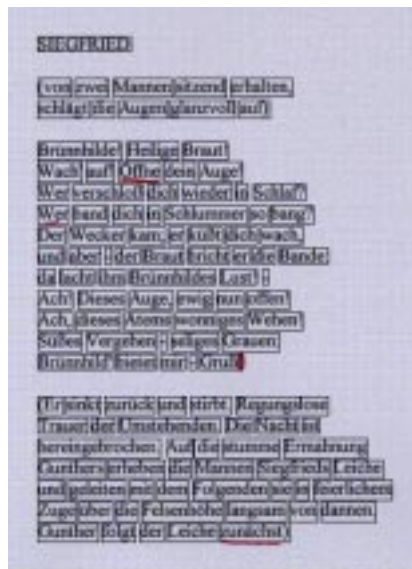 SIEGFRIED
(von zwei Mannen sitzend erhalten,
schlägt die Augen glanzvoll auf)
Brünnhilde! Heilige Braut!
Wach' auf! Öffne dein Auge!
Wer verschloß dich wieder in Schlaf?
Wer band dich in Schlummer so bang?
Der Wecker kam, er küßt dich wach,
und aber - der Braut bricht er die Bande:
da lacht ihm Brünnhildes Lust! -
Ach! Dieses Auge, ewig nun offen!
Ach, dieses Atems wonniges Wehen!
Süßes Vergehen - seliges Grauen:
Brünnhild' bietet mir - Gruß!
(Er sinkt zurück und stirbt. Regungslose
Trauer der Umstehenden. Die Nacht ist
hereingebrochen. Auf die stumme Ermahnung
Gunthers erheben die Mannen Siegfrieds Leiche
und geleiten mit dem Folgenden sie in feierlichem
Zuge über die Felsenhöhe langsam von dannen.
Gunther folgt der Leiche zunächst)